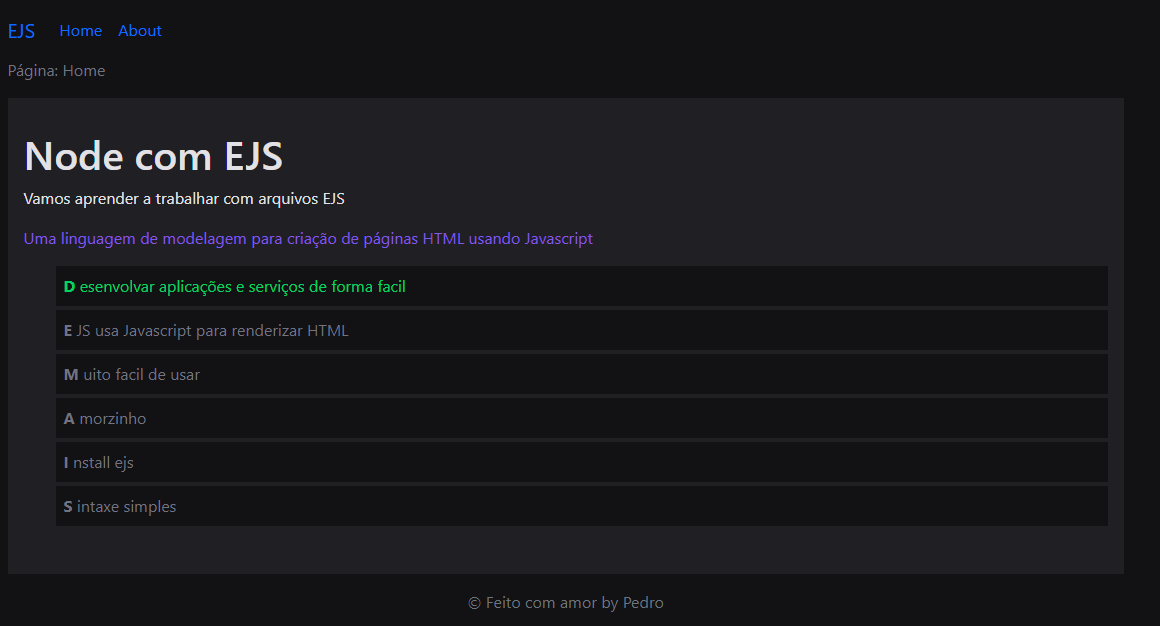 EJS Home About
Página: Home
Node com EJS
Vamos aprender a trabalhar com arquivos EJS
Uma linguagem de modelagem para criação de páginas HTML usando Javascript
D esenvolvar aplicações e serviços de forma facil
E JS usa Javascript para renderizar HTML
M uito facil de usar
A morzinho
I nstall ejs
S intaxe simples
© Feito com amor by Pedro